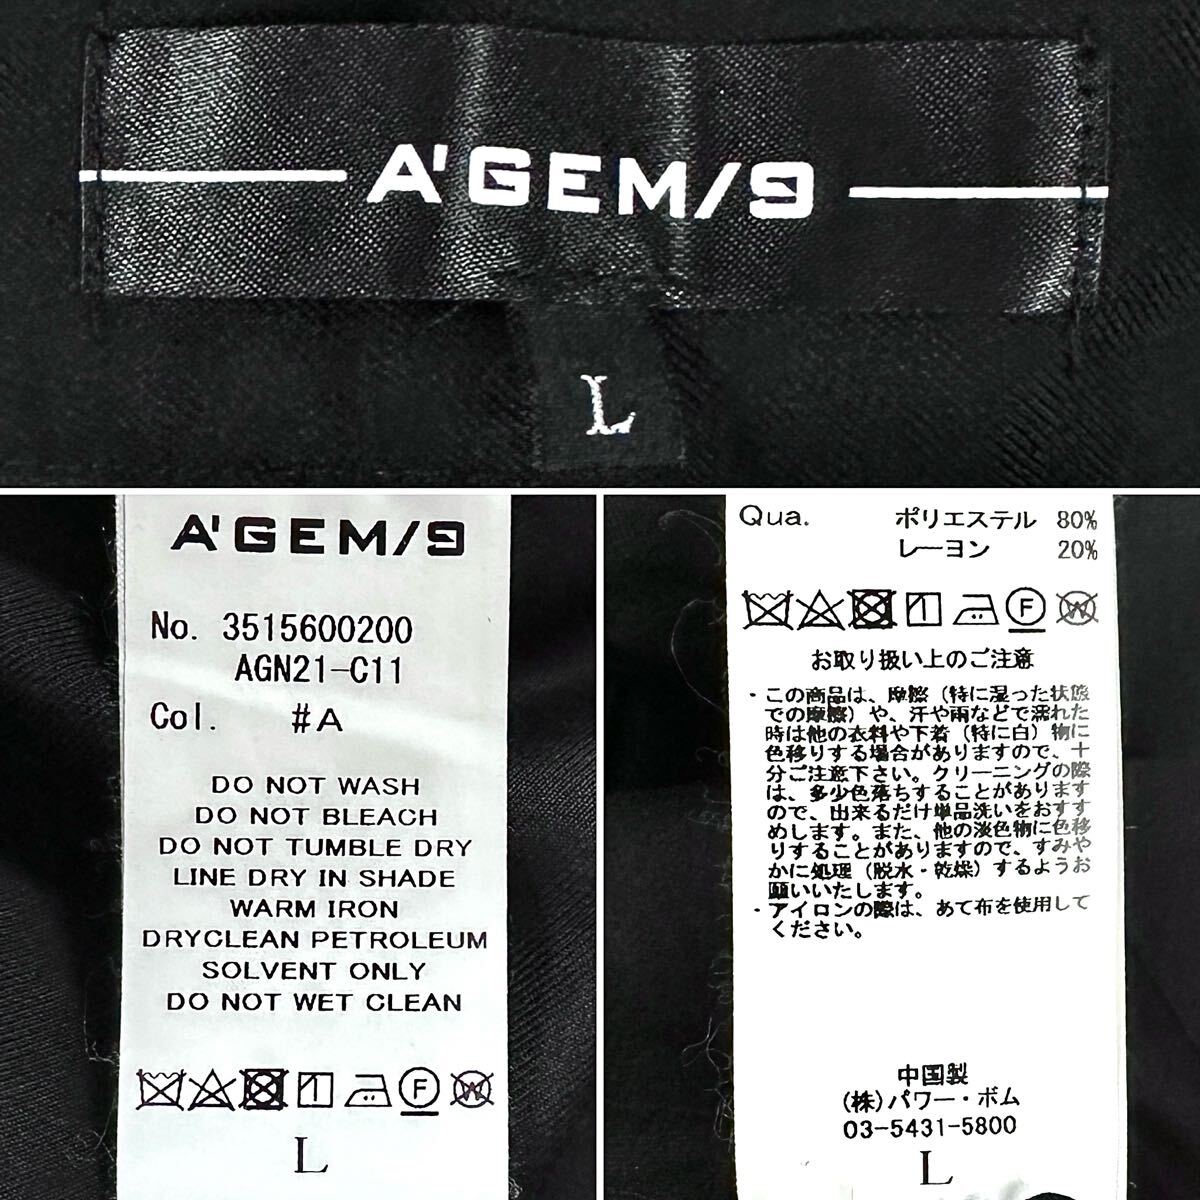 A'GEM/9
L
A'GEM/9
No. 3515600200
AGN21-C11
Col. #A
DO NOT WASH
DO NOT BLEACH
DO NOT TUMBLE DRY
LINE DRY IN SHADE
WARM IRON
DRYCLEAN PETROLEUM
SOLVENT ONLY
DO NOT WET CLEAN
F W
L
Qua. ポリエステル 80%
レーヨン 20%
F W
お取り扱い上のご注意
・この商品は、摩擦（特に湿った状態
での摩擦）や、汗や雨などで濡れた
時は他の衣料や下着（特に白）物に
色移りする場合がありますので、十
分ご注意下さい。クリーニングの際
は、多少色落ちすることがあります
ので、出来るだけ単品洗いをおすす
めします。また、他の淡色物に色移
りすることがありますので、すみや
かに処理（脱水・乾燥）するようお
願いいたします。
・アイロンの際は、あて布を使用して
ください。
中国製
(株)パワー・ボム
03-5431-5800
L